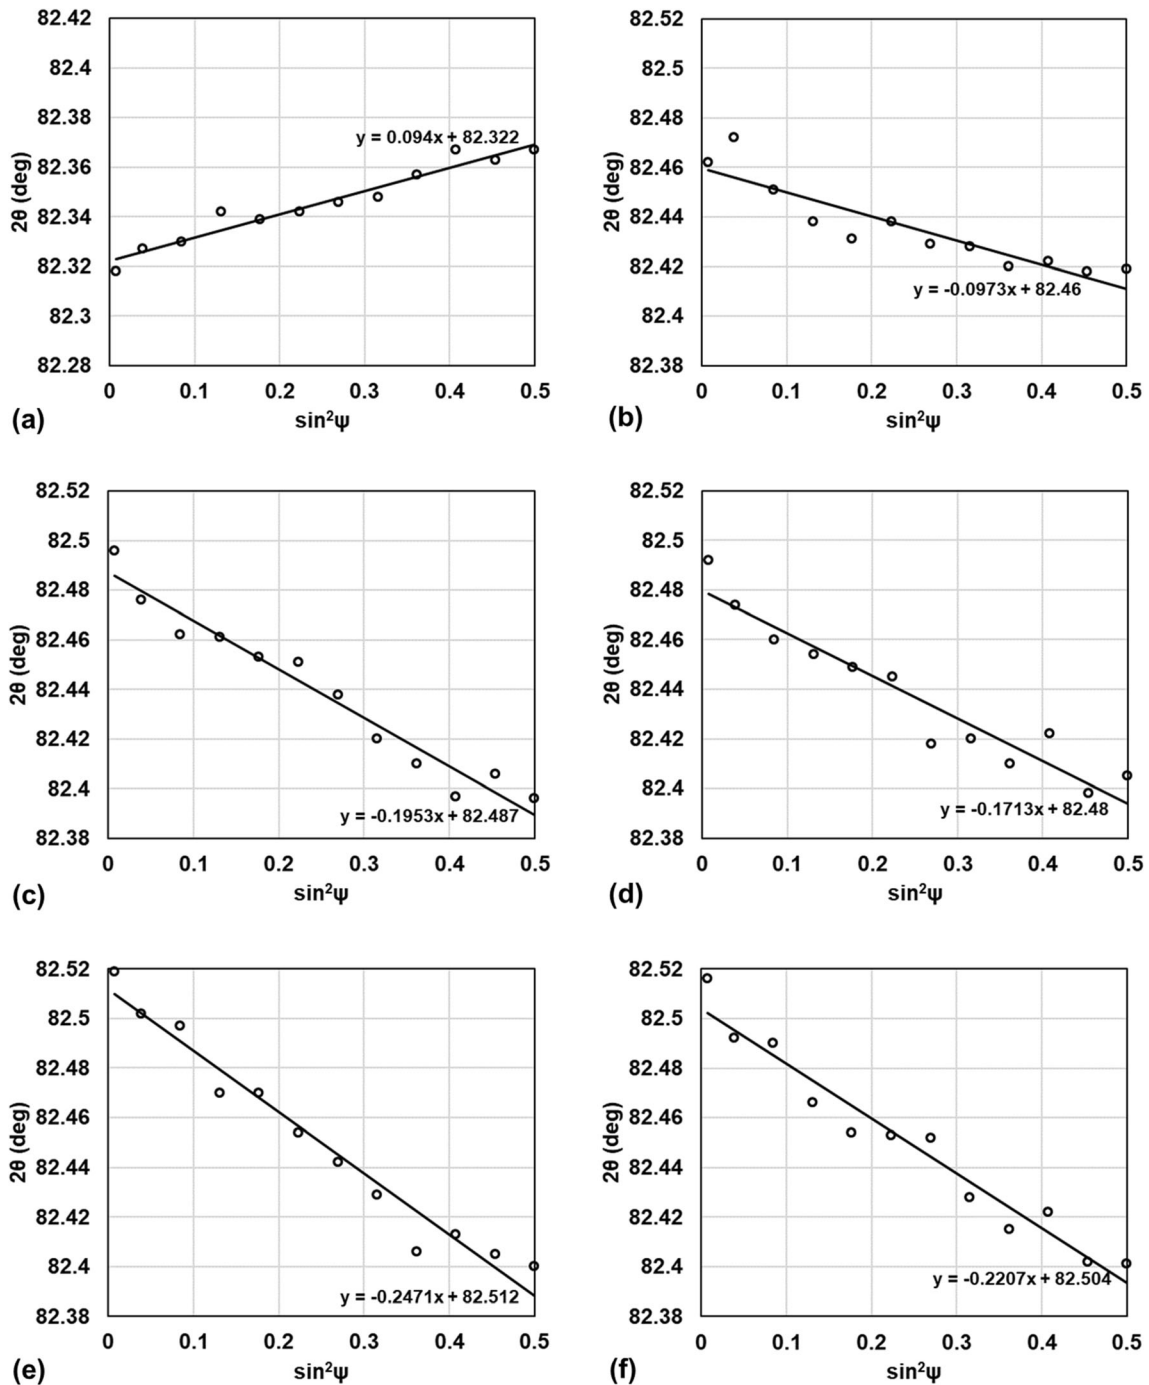 82.42
82.4
82.38
82.36
82.34
82.32
82.3
82.28
2θ (deg)
y = 0.094x + 82.322
0 0.1 0.2 0.3 0.4 0.5
sin²ψ
(a)
82.52
82.5
82.48
82.46
82.44
82.42
82.4
82.38
2θ (deg)
y = -0.0973x + 82.46
0 0.1 0.2 0.3 0.4 0.5
sin²ψ
(b)
82.52
82.5
82.48
82.46
82.44
82.42
82.4
82.38
2θ (deg)
y = -0.1953x + 82.487
0 0.1 0.2 0.3 0.4 0.5
sin²ψ
(c)
82.52
82.5
82.48
82.46
82.44
82.42
82.4
82.38
2θ (deg)
y = -0.1713x + 82.48
0 0.1 0.2 0.3 0.4 0.5
sin²ψ
(d)
82.52
82.5
82.48
82.46
82.44
82.42
82.4
82.38
2θ (deg)
y = -0.2471x + 82.512
0 0.1 0.2 0.3 0.4 0.5
sin²ψ
(e)
82.52
82.5
82.48
82.46
82.44
82.42
82.4
82.38
2θ (deg)
y = -0.2207x + 82.504
0 0.1 0.2 0.3 0.4 0.5
sin²ψ
(f)